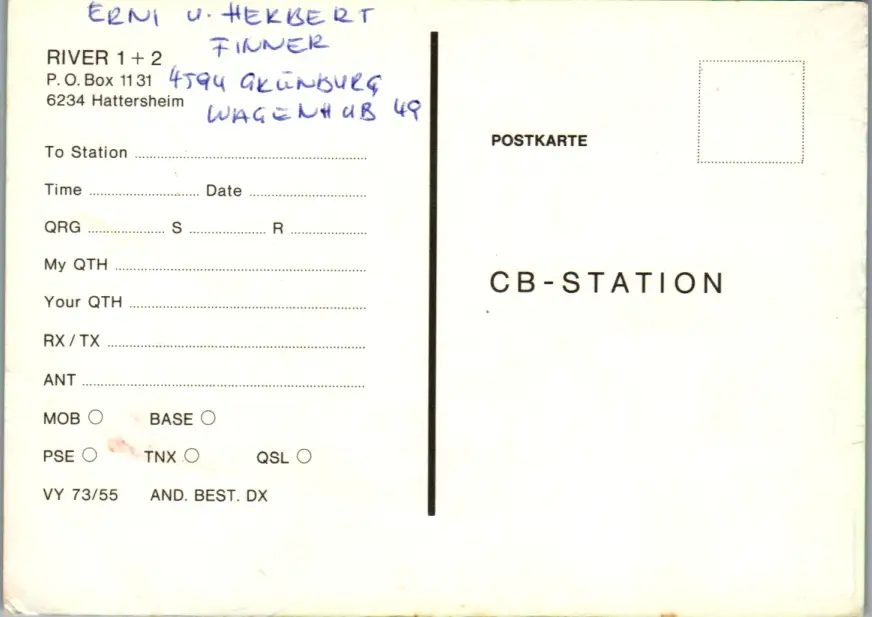 ERNI U. HERBERT
FINNER
4594 GRÜNBURG
WAGENHUB 49
RIVER 1 + 2
P. O. Box 1131
6234 Hattersheim
To Station
Time Date
QRG S R
My QTH
Your QTH
RX / TX
ANT
MOB BASE
PSE TNX QSL
VY 73/55 AND. BEST. DX
POSTKARTE
CB-STATION